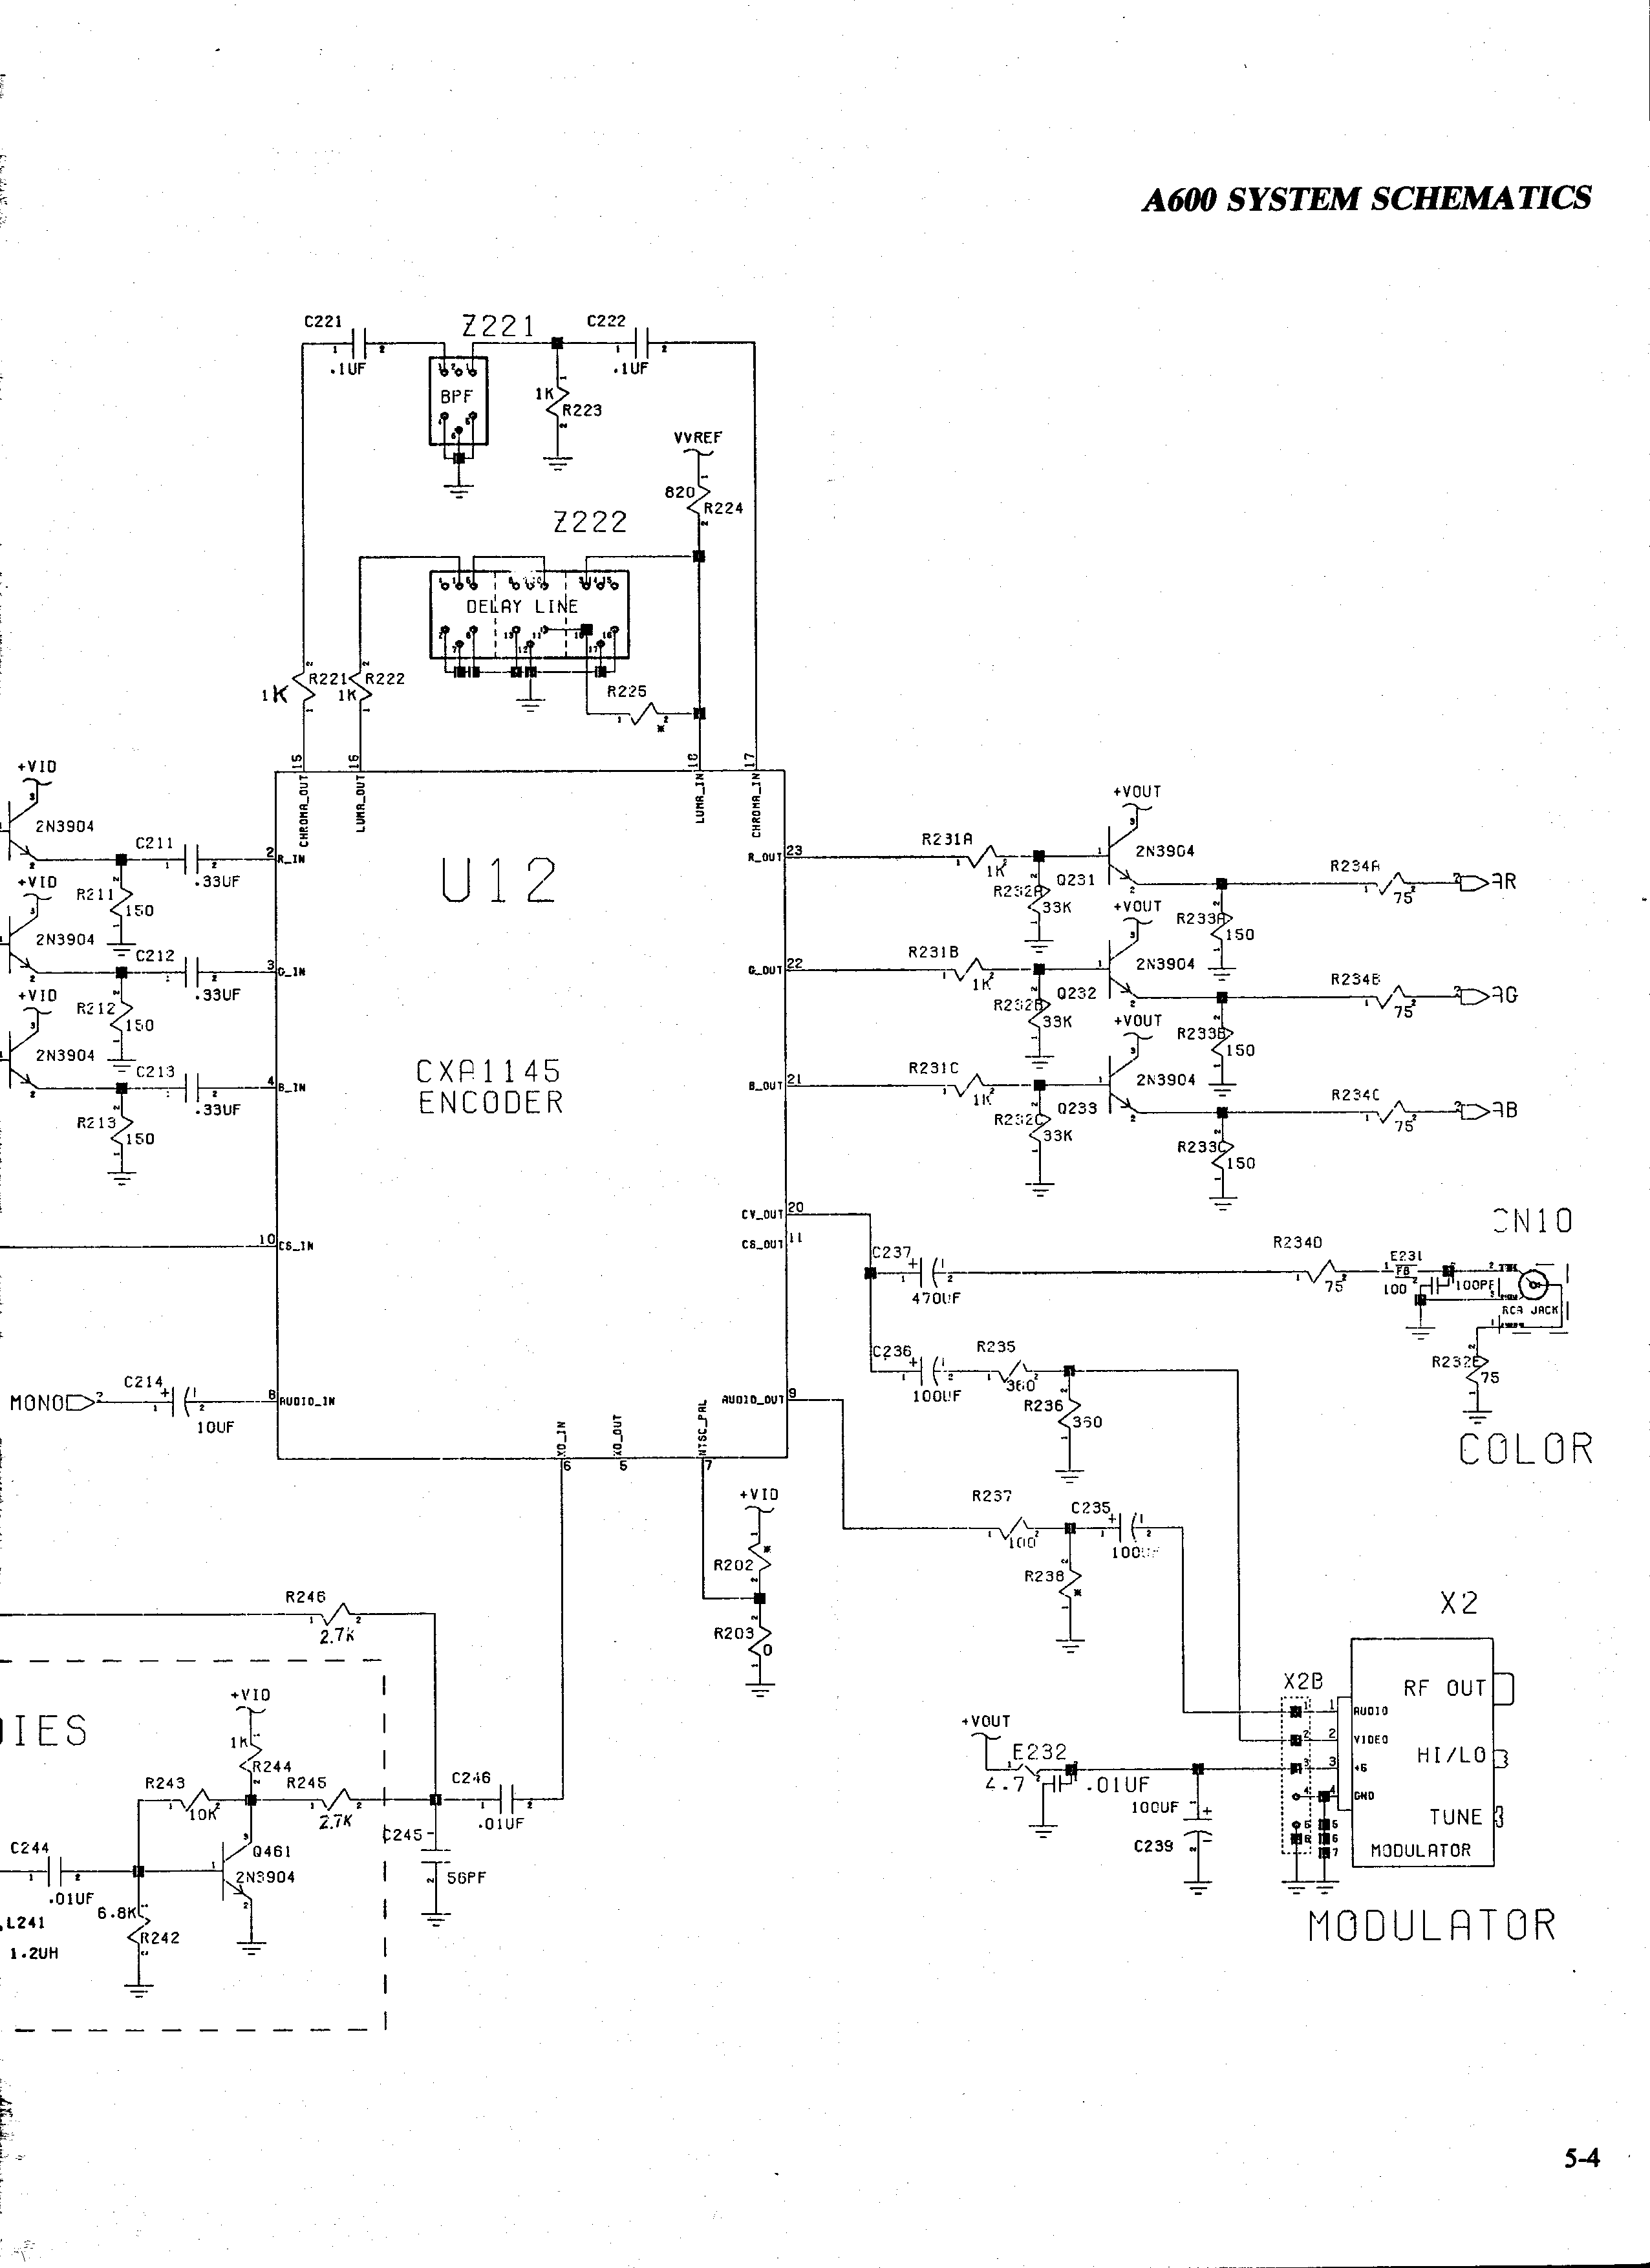 A600 SYSTEM SCHEMATICS
C221
Z221
C222
.1UF
.1UF
BPF
1K
R223
VVREF
820
R224
Z222
DELAY LINE
R221
R222
1K
1K
R225
*
15
16
18
17
CHROMA_OUT
LUMA_OUT
LUMA_IN
CHROMA_IN
+VID
2N3904
C211
.33UF
2
R_IN
R211
150
+VID
2N3904
C212
.33UF
3
G_IN
R212
150
+VID
2N3904
C213
.33UF
4
B_IN
R213
150
U12
CXA1145
ENCODER
R_OUT
23
R231A
1K
R232A
33K
Q231
+VOUT
2N3904
R233A
150
R234A
75
AR
G_OUT
22
R231B
1K
R232B
33K
Q232
+VOUT
2N3904
R233B
150
R234B
75
AG
B_OUT
21
R231C
1K
R232C
33K
Q233
+VOUT
2N3904
R233C
150
R234C
75
AB
10
CS_IN
CV_OUT
20
CS_OUT
11
C237
470UF
R234D
75
E231
FB
100
100PF
CN10
RCA JACK
R232E
75
COLOR
C236
100UF
R235
360
R236
360
MONO
C214
10UF
8
AUDIO_IN
AUDIO_OUT
9
XO_IN
XO_OUT
NTSC_PAL
6
5
7
+VID
R202
*
R203
0
R237
100
C235
R238
*
R246
2.7K
X2
X2B
RF OUT
AUDIO
VIDEO
HI/LO
GND
TUNE
MODULATOR
MODULATOR
+VOUT
E232
4.7
.01UF
100UF
C239
+VID
1K
R244
R243
10K
R245
2.7K
C246
.01UF
C245
56PF
C244
.01UF
Q461
2N3904
6.8K
R242
L241
1.2UH
5-4